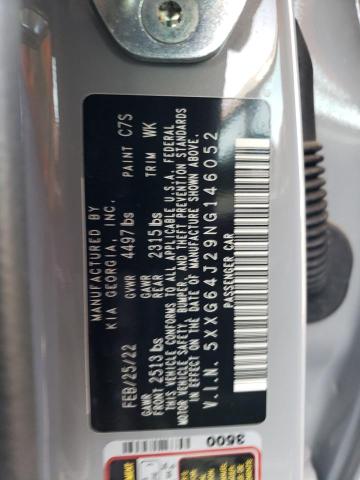 MANUFACTURED BY
KIA GEORGIA, INC.
FEB/25/22 GVWR 4497 lbs PAINT C7S
GAWR FRONT 2513 lbs GAWR REAR 2315 lbs TRIM WK
THIS VEHICLE CONFORMS TO ALL APPLICABLE U.S.A. FEDERAL
MOTOR VEHICLE SAFETY, BUMPER, AND THEFT PREVENTION STANDARDS
IN EFFECT ON THE DATE OF MANUFACTURE SHOWN ABOVE.
V.I.N. 5XXG64J29NG146052
PASSENGER CAR
3600